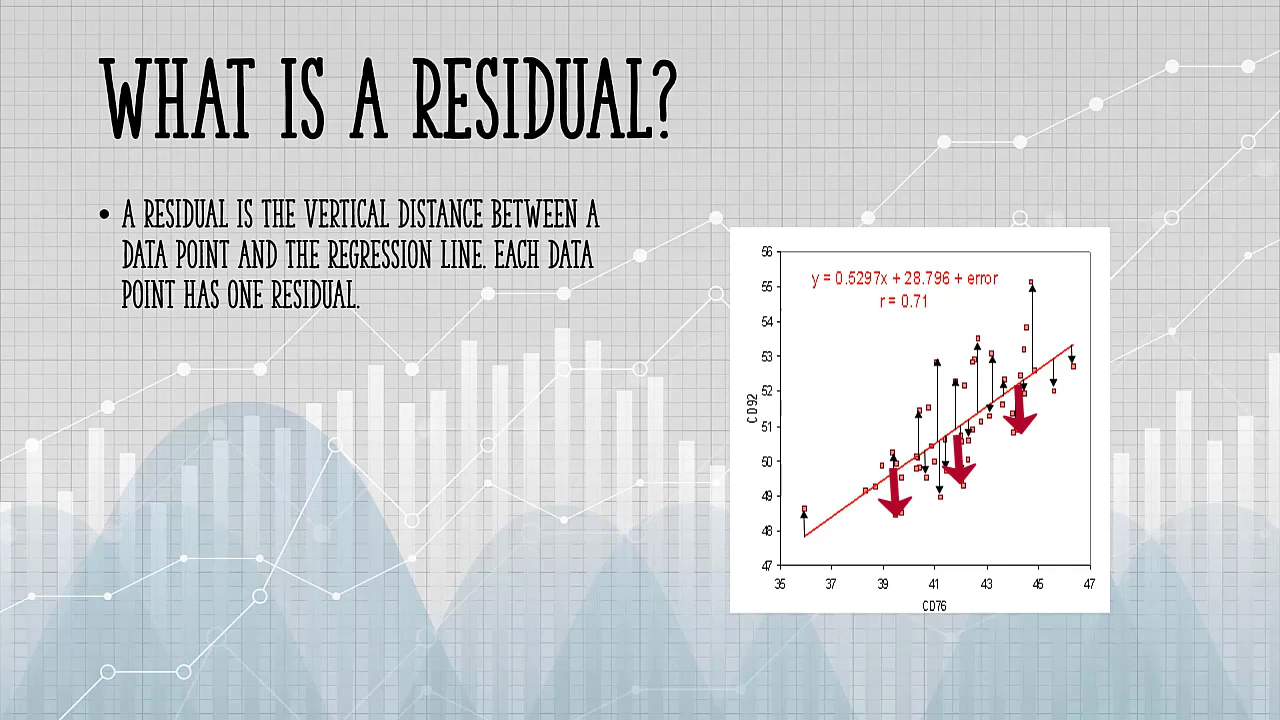 WHAT IS A RESIDUAL?
• A RESIDUAL IS THE VERTICAL DISTANCE BETWEEN A
DATA POINT AND THE REGRESSION LINE. EACH DATA
POINT HAS ONE RESIDUAL.
y = 0.5297x + 28.796 + error
r = 0.71
56
55
54
53
52
51
50
49
48
47
CD92
35 37 39 41 43 45 47
CD76